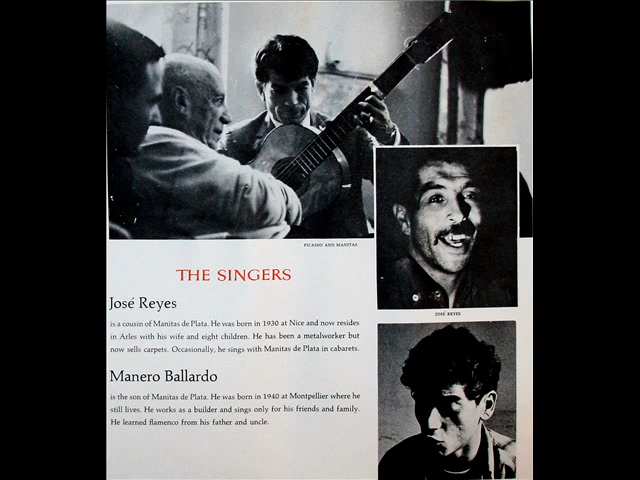 PICASSO AND MANITAS
THE SINGERS
José Reyes
is a cousin of Manitas de Plata. He was born in 1930 at Nice and now resides
in Arles with his wife and eight children. He has been a metalworker but
now sells carpets. Occasionally, he sings with Manitas de Plata in cabarets.
JOSÉ REYES
Manero Ballardo
is the son of Manitas de Plata. He was born in 1940 at Montpellier where he
still lives. He works as a builder and sings only for his friends and family.
He learned flamenco from his father and uncle.